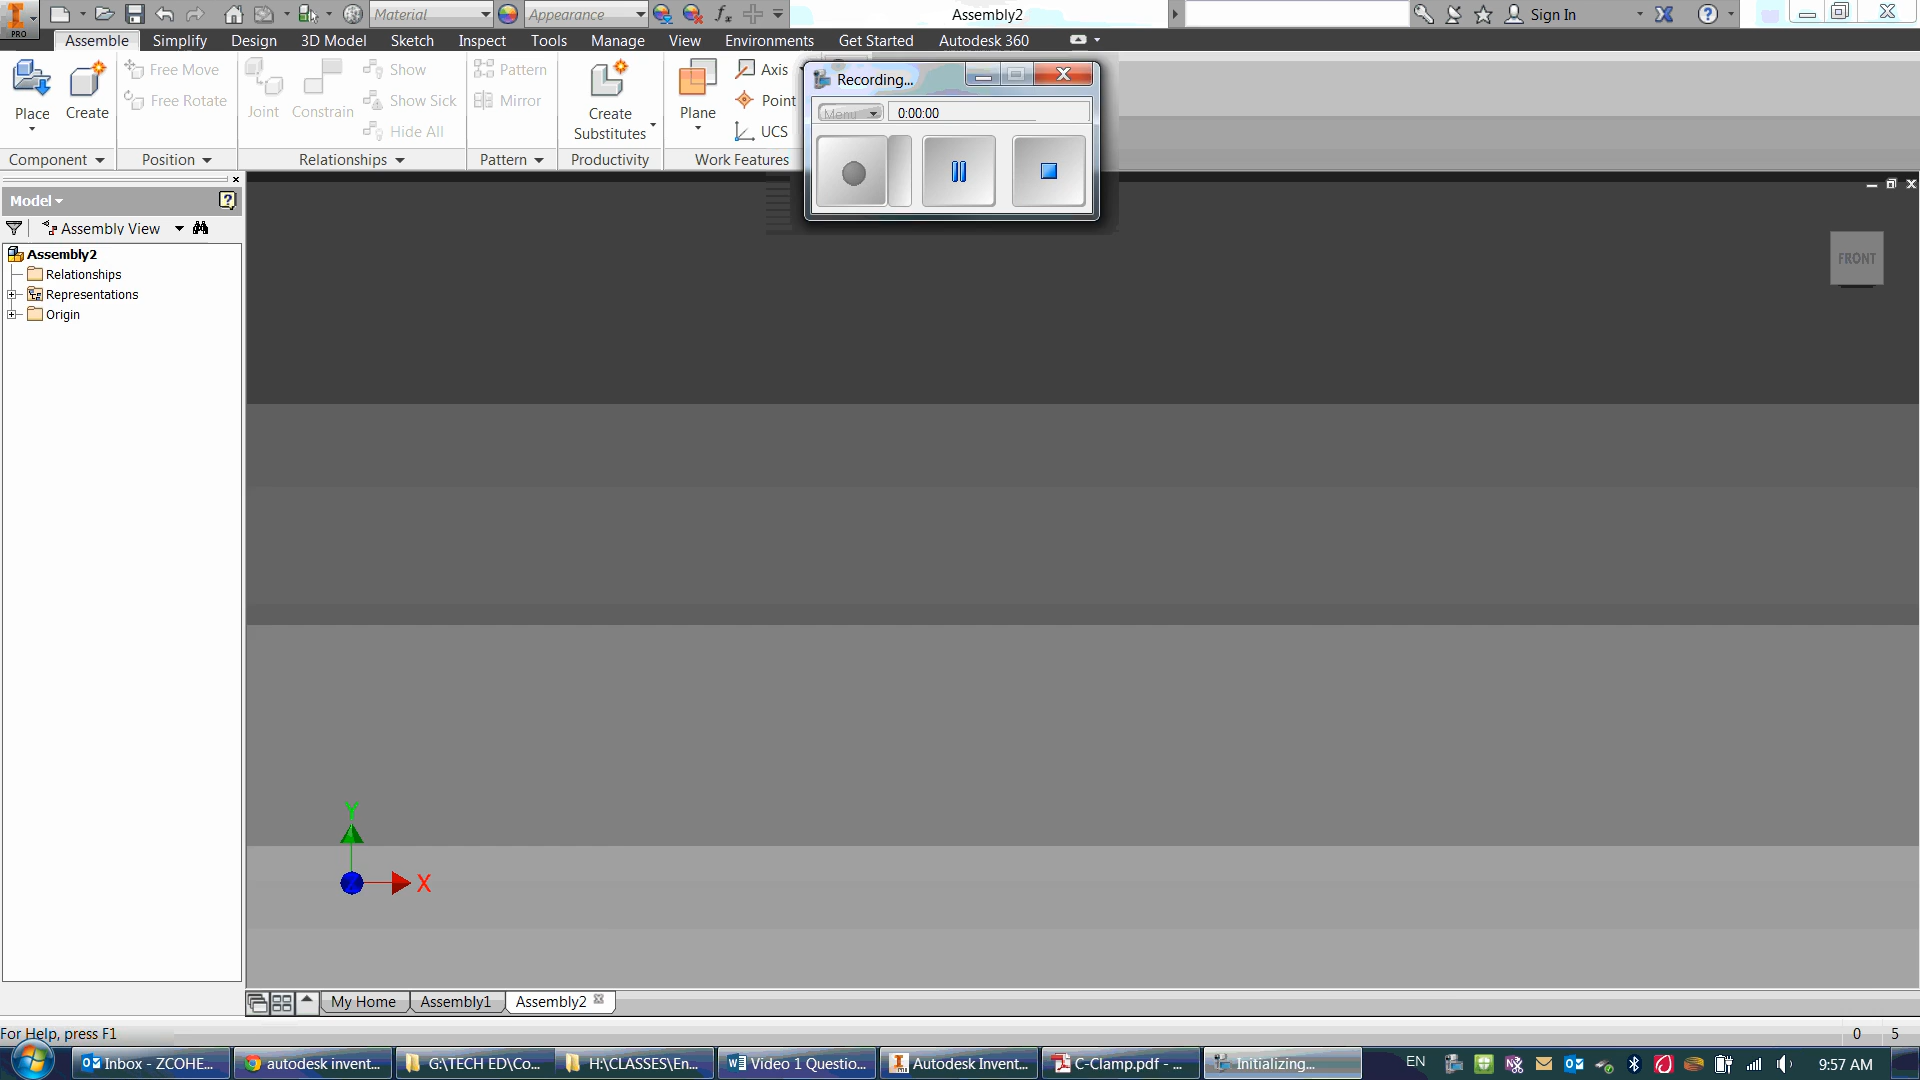 PRO
Material
Appearance
Assembly2
Sign In
Assemble Simplify Design 3D Model Sketch Inspect Tools Manage View Environments Get Started Autodesk 360
Place
Create
Free Move
Free Rotate
Joint
Constrain
Show
Show Sick
Hide All
Pattern
Mirror
Create
Substitutes
Plane
Axis
Point
UCS
Component
Position
Relationships
Pattern
Productivity
Work Features
Recording...
Menu
0:00:00
Model
Assembly View
Assembly2
Relationships
Representations
Origin
FRONT
Y
X
My Home
Assembly1
Assembly2
For Help, press F1
0 5
Inbox - ZCOHE...
autodesk invent...
G:\TECH ED\Co...
H:\CLASSES\En...
Video 1 Questio...
Autodesk Invent...
C-Clamp.pdf - ...
Initializing...
EN
9:57 AM